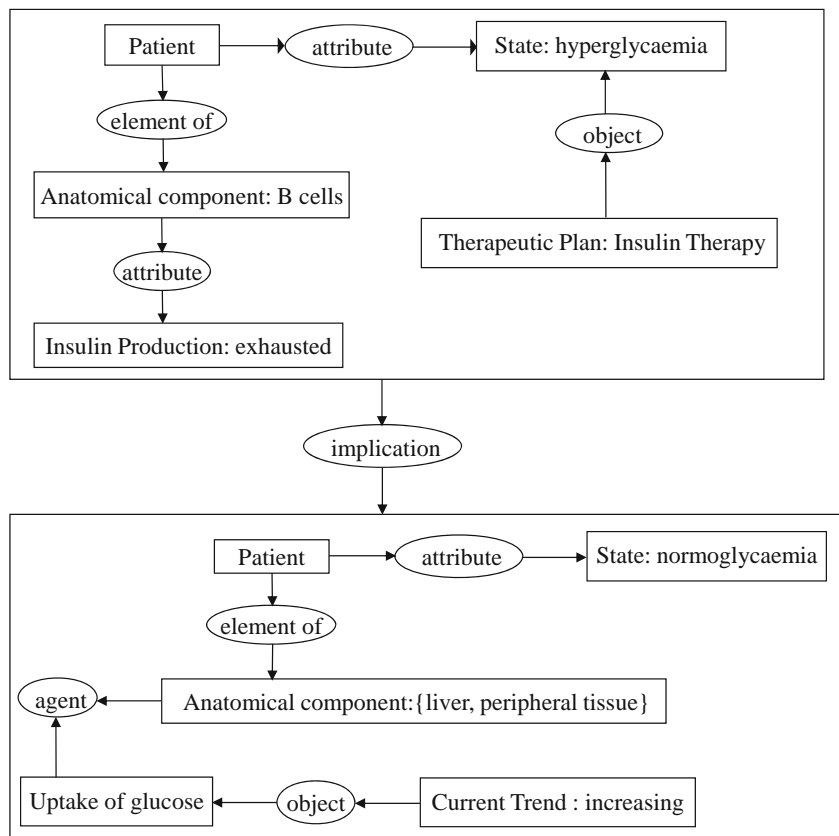 Patient
attribute
State: hyperglycaemia
element of
object
Anatomical component: B cells
Therapeutic Plan: Insulin Therapy
attribute
Insulin Production: exhausted
implication
Patient
attribute
State: normoglycaemia
element of
agent
Anatomical component:{liver, peripheral tissue}
Uptake of glucose
object
Current Trend : increasing